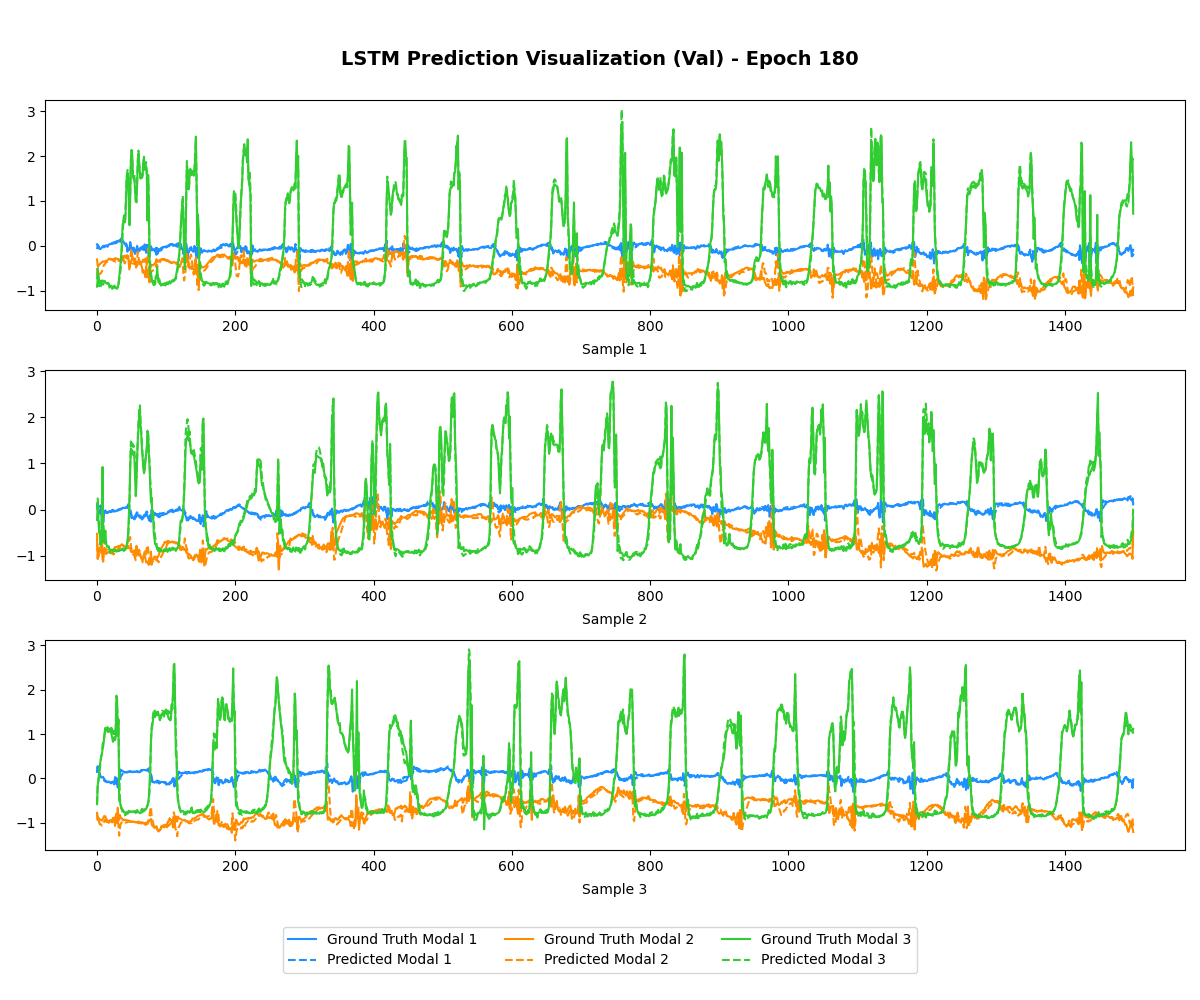 LSTM Prediction Visualization (Val) - Epoch 180
3
2
1
0
−1
0 200 400 600 800 1000 1200 1400
Sample 1
3
2
1
0
−1
0 200 400 600 800 1000 1200 1400
Sample 2
3
2
1
0
−1
0 200 400 600 800 1000 1200 1400
Sample 3
Ground Truth Modal 1 Ground Truth Modal 2 Ground Truth Modal 3
Predicted Modal 1 Predicted Modal 2 Predicted Modal 3